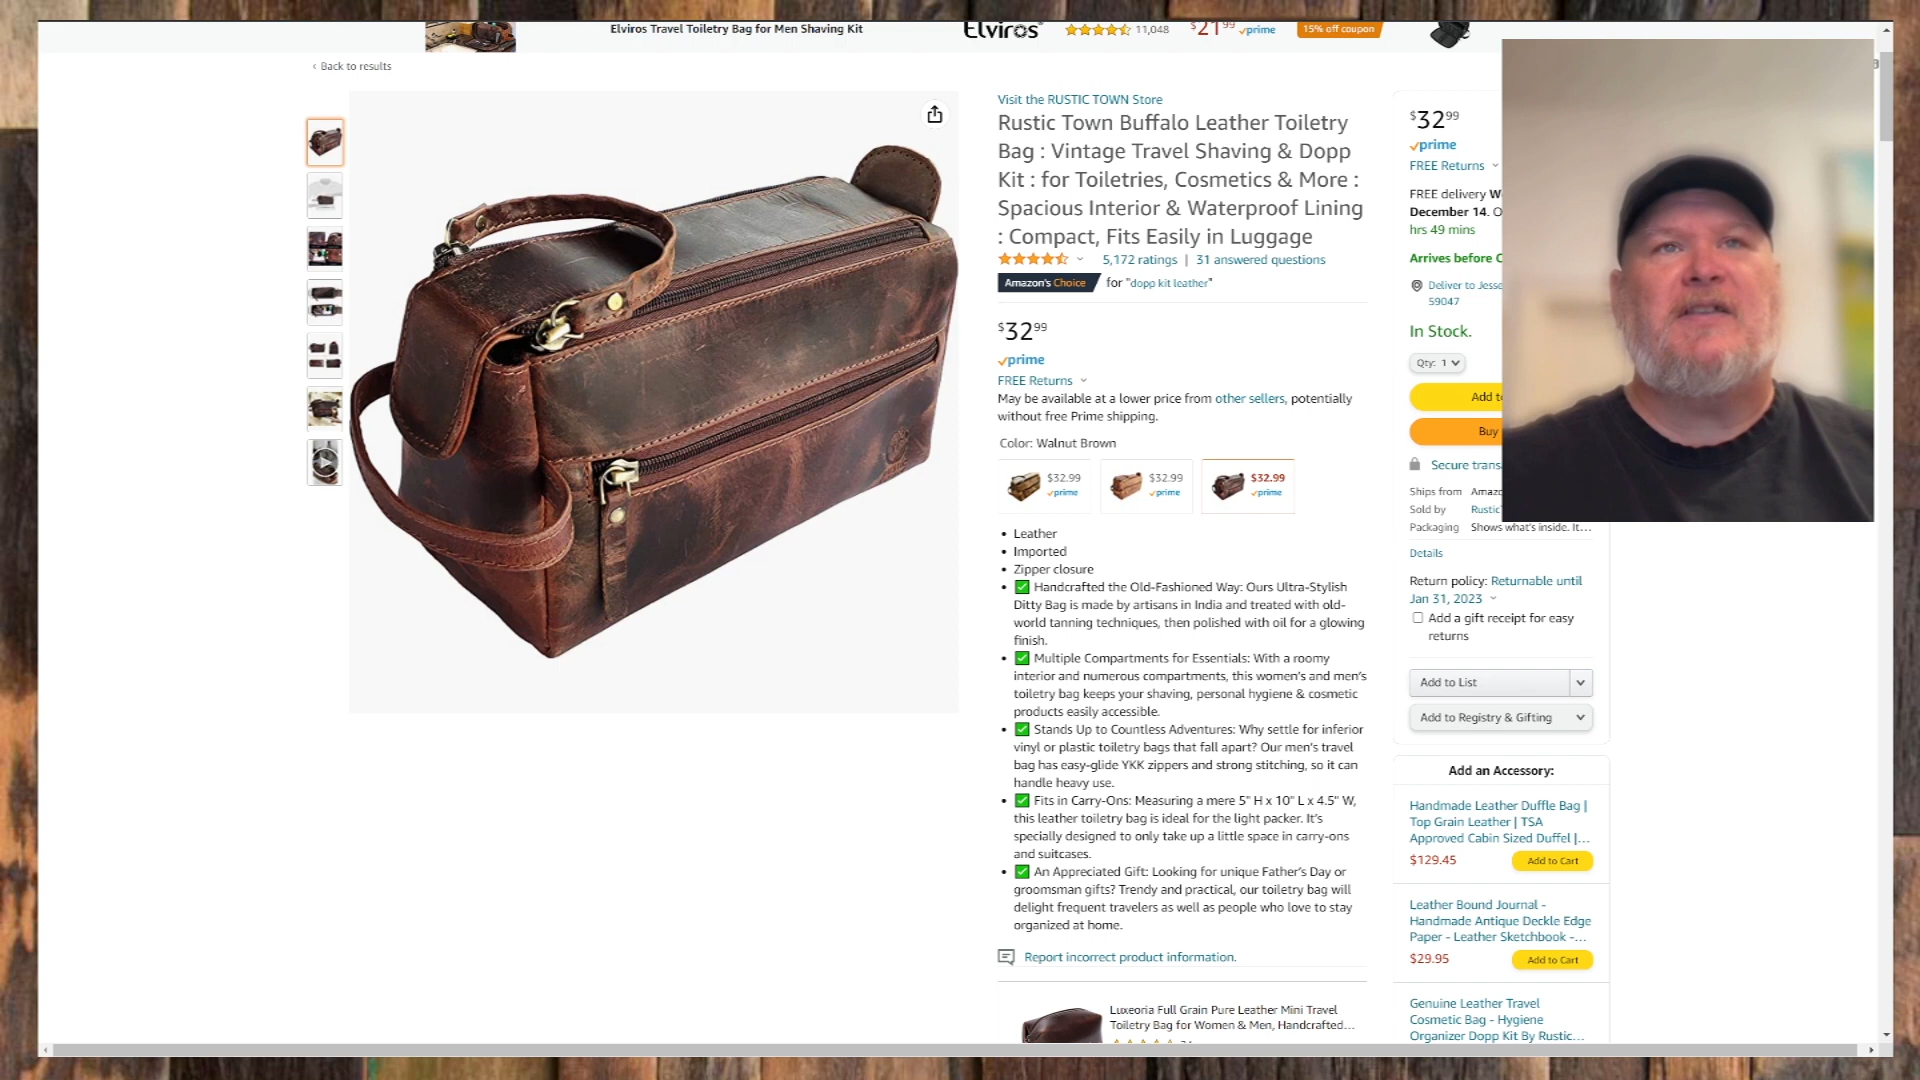 Elviros Travel Toiletry Bag for Men Shaving Kit
Elviros®
11,048
$21 99
prime
15% off coupon
‹ Back to results
Visit the RUSTIC TOWN Store
Rustic Town Buffalo Leather Toiletry
Bag : Vintage Travel Shaving & Dopp
Kit : for Toiletries, Cosmetics & More :
Spacious Interior & Waterproof Lining
: Compact, Fits Easily in Luggage
5,172 ratings | 31 answered questions
Amazon's Choice for "dopp kit leather"
$32 99
prime
FREE Returns
May be available at a lower price from other sellers, potentially
without free Prime shipping.
Color: Walnut Brown
$32.99 prime
$32.99 prime
$32.99 prime
• Leather
• Imported
• Zipper closure
• ✅ Handcrafted the Old-Fashioned Way: Ours Ultra-Stylish
Ditty Bag is made by artisans in India and treated with old-
world tanning techniques, then polished with oil for a glowing
finish.
• ✅ Multiple Compartments for Essentials: With a roomy
interior and numerous compartments, this women's and men's
toiletry bag keeps your shaving, personal hygiene & cosmetic
products easily accessible.
• ✅ Stands Up to Countless Adventures: Why settle for inferior
vinyl or plastic toiletry bags that fall apart? Our men's travel
bag has easy-glide YKK zippers and strong stitching, so it can
handle heavy use.
• ✅ Fits in Carry-Ons: Measuring a mere 5" H x 10" L x 4.5" W,
this leather toiletry bag is ideal for the light packer. It's
specially designed to only take up a little space in carry-ons
and suitcases.
• ✅ An Appreciated Gift: Looking for unique Father's Day or
groomsman gifts? Trendy and practical, our toiletry bag will
delight frequent travelers as well as people who love to stay
organized at home.
Report incorrect product information.
Luxeoria Full Grain Pure Leather Mini Travel
Toiletry Bag for Women & Men, Handcrafted...
$32 99
prime
FREE Returns
FREE delivery W
December 14. O
hrs 49 mins
Arrives before C
Deliver to Jesse
59047
In Stock.
Qty: 1
Add to
Buy
Secure trans
Ships from Amazo
Sold by Rustic
Packaging Shows what's inside. It...
Details
Return policy: Returnable until
Jan 31, 2023
Add a gift receipt for easy
returns
Add to List
Add to Registry & Gifting
Add an Accessory:
Handmade Leather Duffle Bag |
Top Grain Leather | TSA
Approved Cabin Sized Duffel |...
$129.45
Add to Cart
Leather Bound Journal -
Handmade Antique Deckle Edge
Paper - Leather Sketchbook -...
$29.95
Add to Cart
Genuine Leather Travel
Cosmetic Bag - Hygiene
Organizer Dopp Kit By Rustic...